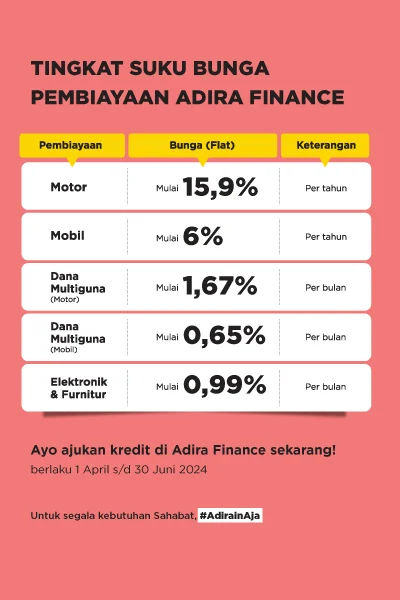 TINGKAT SUKU BUNGA
PEMBIAYAAN ADIRA FINANCE
Pembiayaan Bunga (Flat) Keterangan
Motor Mulai 15,9% Per tahun
Mobil Mulai 6% Per tahun
Dana
Multiguna
(Motor)
Mulai 1,67% Per bulan
Dana
Multiguna
(Mobil)
Mulai 0,65% Per bulan
Elektronik
& Furnitur
Mulai 0,99% Per bulan
Ayo ajukan kredit di Adira Finance sekarang!
berlaku 1 April s/d 30 Juni 2024
Untuk segala kebutuhan Sahabat, #AdirainAja